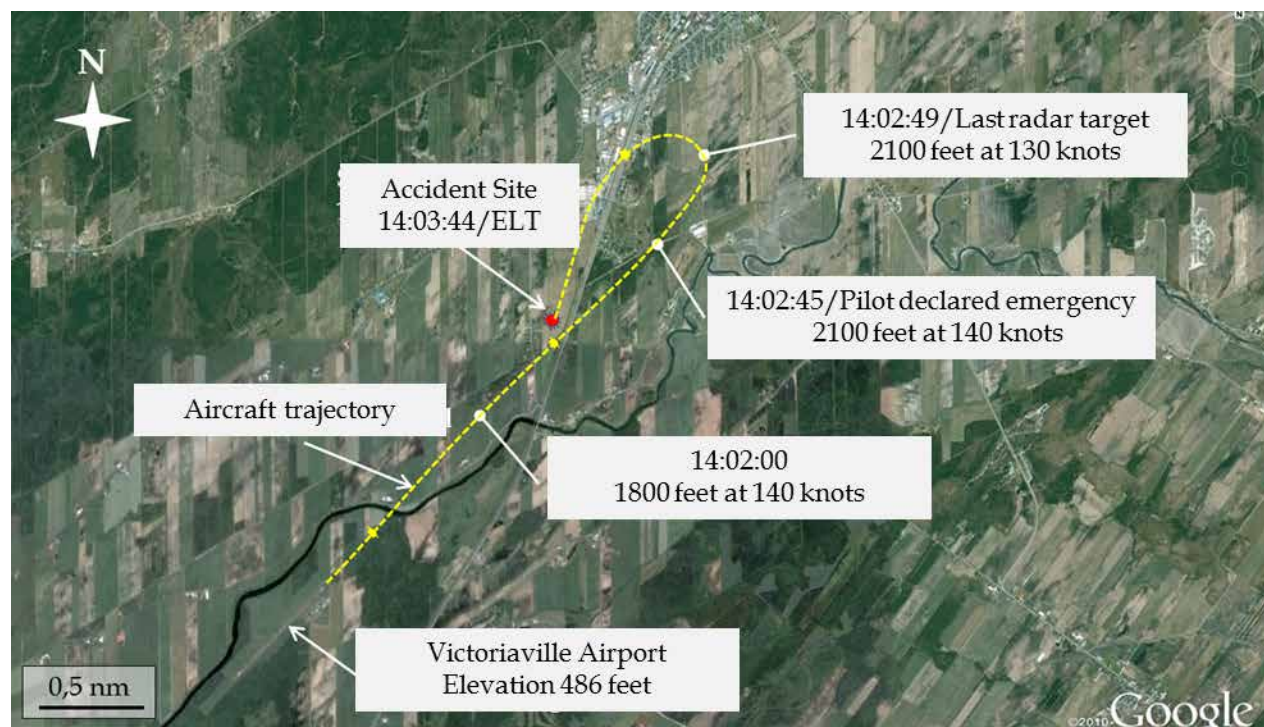 N
14:02:49/Last radar target
2100 feet at 130 knots
Accident Site
14:03:44/ELT
14:02:45/Pilot declared emergency
2100 feet at 140 knots
Aircraft trajectory
14:02:00
1800 feet at 140 knots
Victoriaville Airport
Elevation 486 feet
0,5 nm
©2010 Google